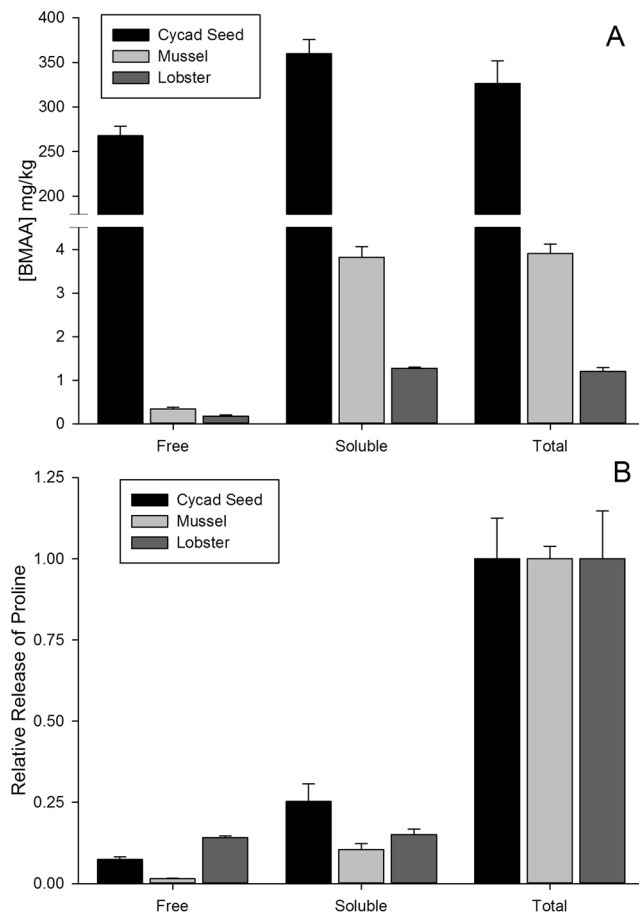 A
Cycad Seed
Mussel
Lobster
400
350
300
250
200
4
3
2
1
0
[BMAA] mg/kg
Free Soluble Total
B
Cycad Seed
Mussel
Lobster
1.25
1.00
0.75
0.50
0.25
0.00
Relative Release of Proline
Free Soluble Total